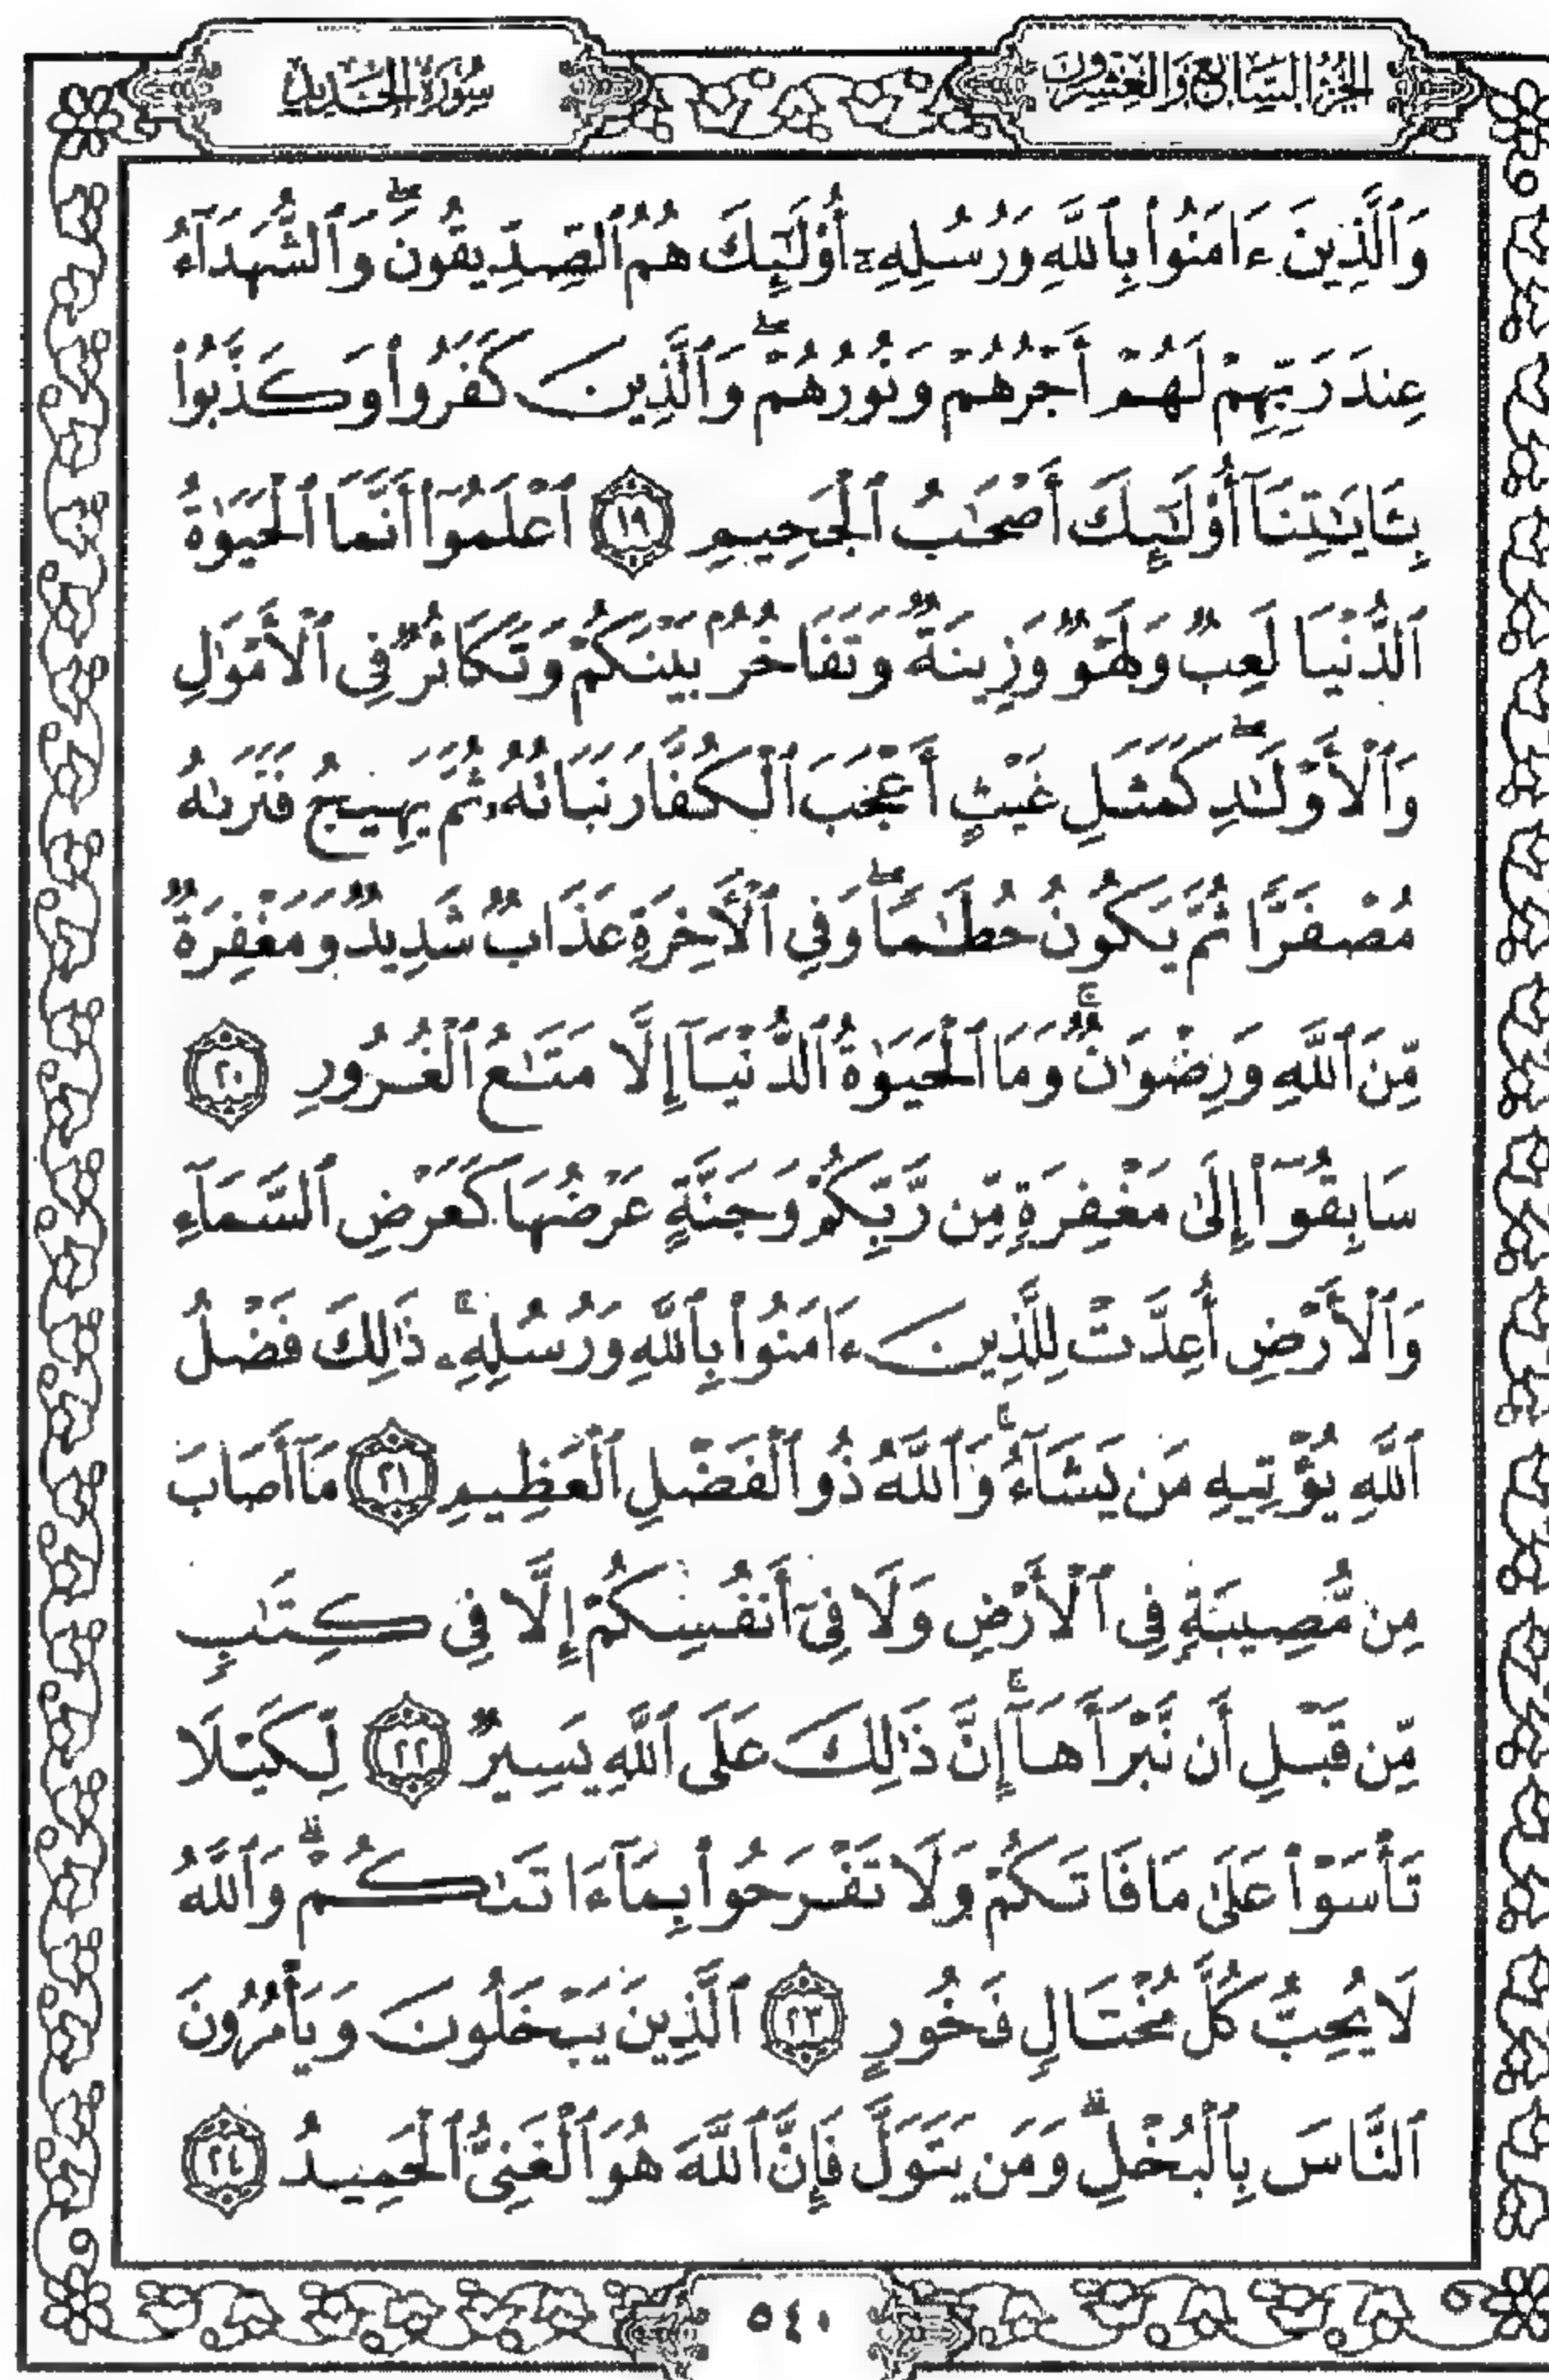 الجزء السابع والعشرون
سورة الحديد
وَٱلَّذِينَ ءَامَنُوا۟ بِٱللَّهِ وَرُسُلِهِۦٓ أُو۟لَـٰٓئِكَ هُمُ ٱلصِّدِّيقُونَ ۖ وَٱلشُّهَدَآءُ
عِندَ رَبِّهِمْ لَهُمْ أَجْرُهُمْ وَنُورُهُمْ ۖ وَٱلَّذِينَ كَفَرُوا۟ وَكَذَّبُوا۟
بِـَٔايَـٰتِنَآ أُو۟لَـٰٓئِكَ أَصْحَـٰبُ ٱلْجَحِيمِ ١٩ ٱعْلَمُوٓا۟ أَنَّمَا ٱلْحَيَوٰةُ
ٱلدُّنْيَا لَعِبٌ وَلَهْوٌ وَزِينَةٌ وَتَفَاخُرٌۢ بَيْنَكُمْ وَتَكَاثُرٌ فِى ٱلْأَمْوَٰلِ
وَٱلْأَوْلَـٰدِ ۖ كَمَثَلِ غَيْثٍ أَعْجَبَ ٱلْكُفَّارَ نَبَاتُهُۥ ثُمَّ يَهِيجُ فَتَرَىٰهُ
مُصْفَرًّا ثُمَّ يَكُونُ حُطَـٰمًا ۖ وَفِى ٱلْـَٔاخِرَةِ عَذَابٌ شَدِيدٌ وَمَغْفِرَةٌ
مِّنَ ٱللَّهِ وَرِضْوَٰنٌ ۚ وَمَا ٱلْحَيَوٰةُ ٱلدُّنْيَآ إِلَّا مَتَـٰعُ ٱلْغُرُورِ ٢٠
سَابِقُوٓا۟ إِلَىٰ مَغْفِرَةٍ مِّن رَّبِّكُمْ وَجَنَّةٍ عَرْضُهَا كَعَرْضِ ٱلسَّمَآءِ
وَٱلْأَرْضِ أُعِدَّتْ لِلَّذِينَ ءَامَنُوا۟ بِٱللَّهِ وَرُسُلِهِۦ ۚ ذَٰلِكَ فَضْلُ
ٱللَّهِ يُؤْتِيهِ مَن يَشَآءُ ۚ وَٱللَّهُ ذُو ٱلْفَضْلِ ٱلْعَظِيمِ ٢١ مَآ أَصَابَ
مِن مُّصِيبَةٍ فِى ٱلْأَرْضِ وَلَا فِىٓ أَنفُسِكُمْ إِلَّا فِى كِتَـٰبٍ
مِّن قَبْلِ أَن نَّبْرَأَهَآ ۚ إِنَّ ذَٰلِكَ عَلَى ٱللَّهِ يَسِيرٌ ٢٢ لِّكَيْلَا
تَأْسَوْا۟ عَلَىٰ مَا فَاتَكُمْ وَلَا تَفْرَحُوا۟ بِمَآ ءَاتَىٰكُمْ ۗ وَٱللَّهُ
لَا يُحِبُّ كُلَّ مُخْتَالٍ فَخُورٍ ٢٣ ٱلَّذِينَ يَبْخَلُونَ وَيَأْمُرُونَ
ٱلنَّاسَ بِٱلْبُخْلِ ۗ وَمَن يَتَوَلَّ فَإِنَّ ٱللَّهَ هُوَ ٱلْغَنِىُّ ٱلْحَمِيدُ ٢٤
٥٤٠